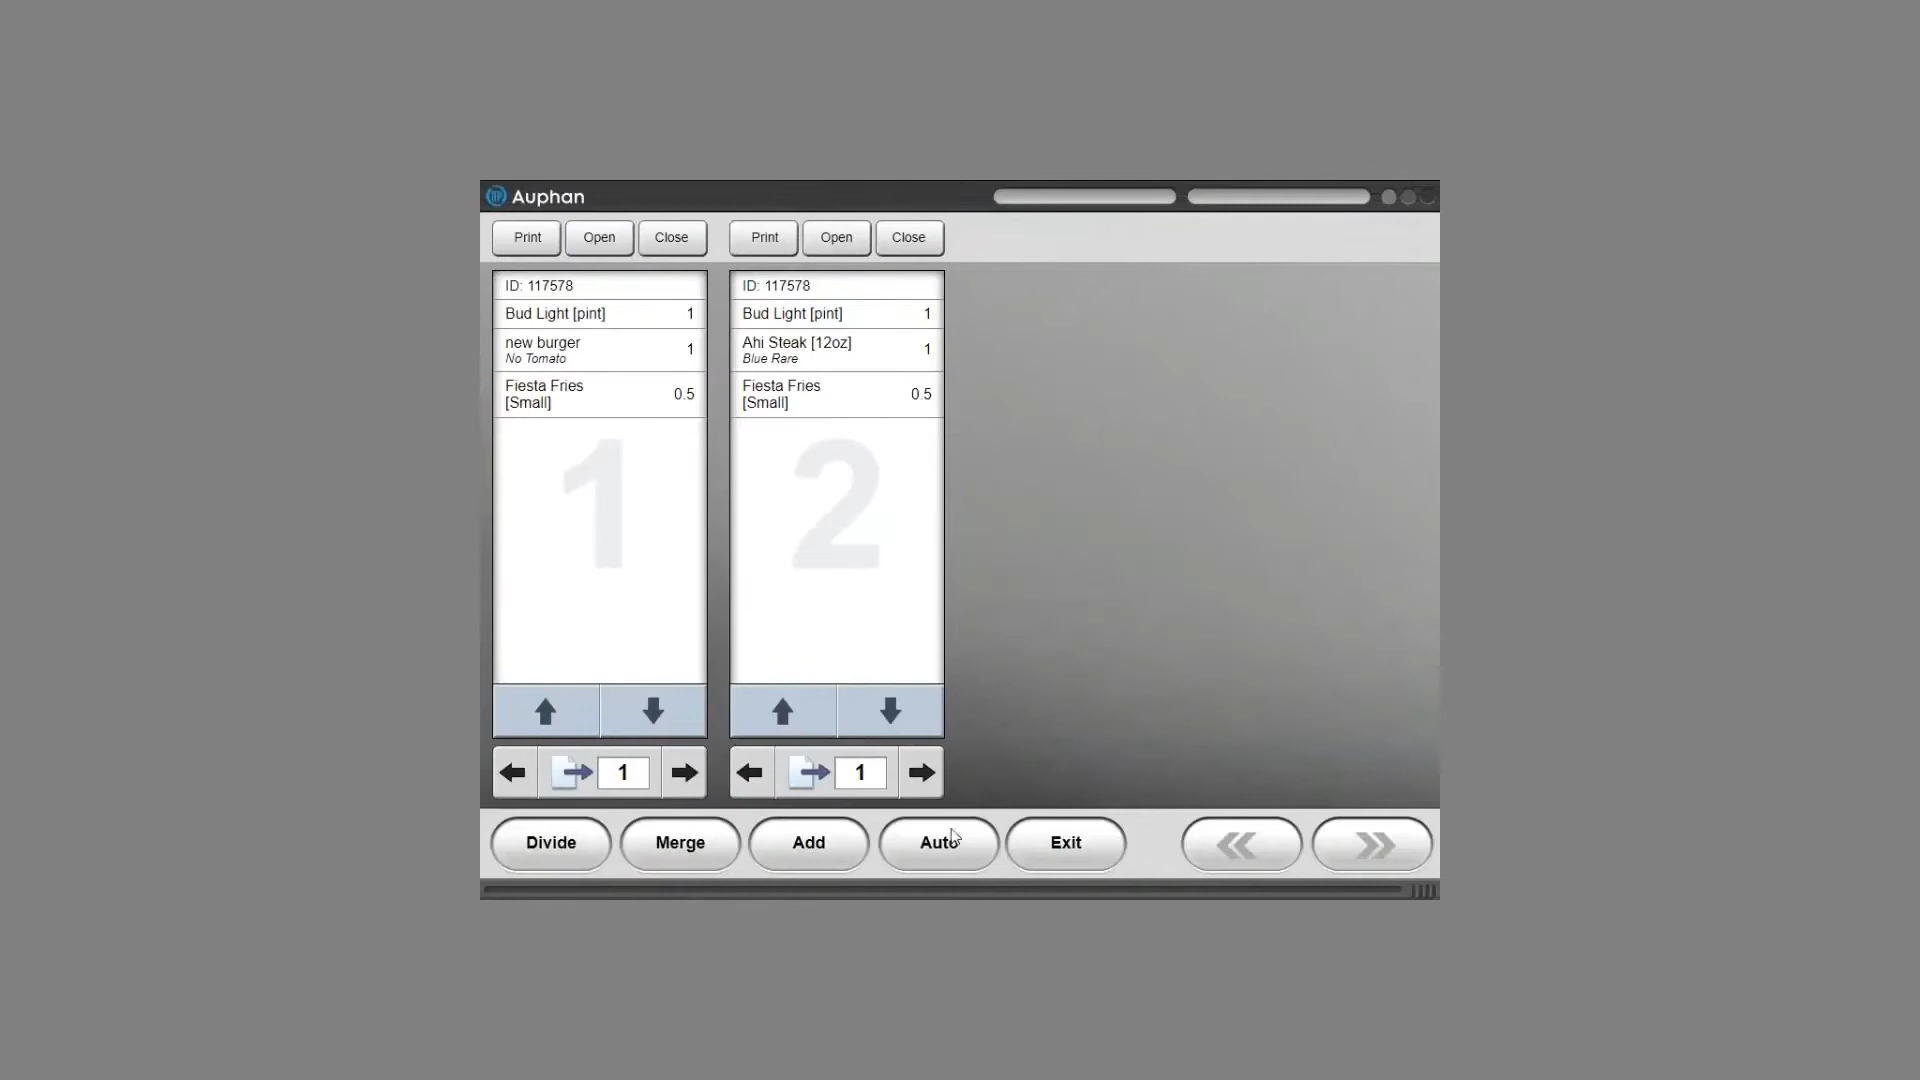 Auphan
Print Open Close Print Open Close
ID: 117578
Bud Light [pint] 1
new burger 1
No Tomato
Fiesta Fries 0.5
[Small]
1
ID: 117578
Bud Light [pint] 1
Ahi Steak [12oz] 1
Blue Rare
Fiesta Fries 0.5
[Small]
2
1
1
Divide Merge Add Auto Exit